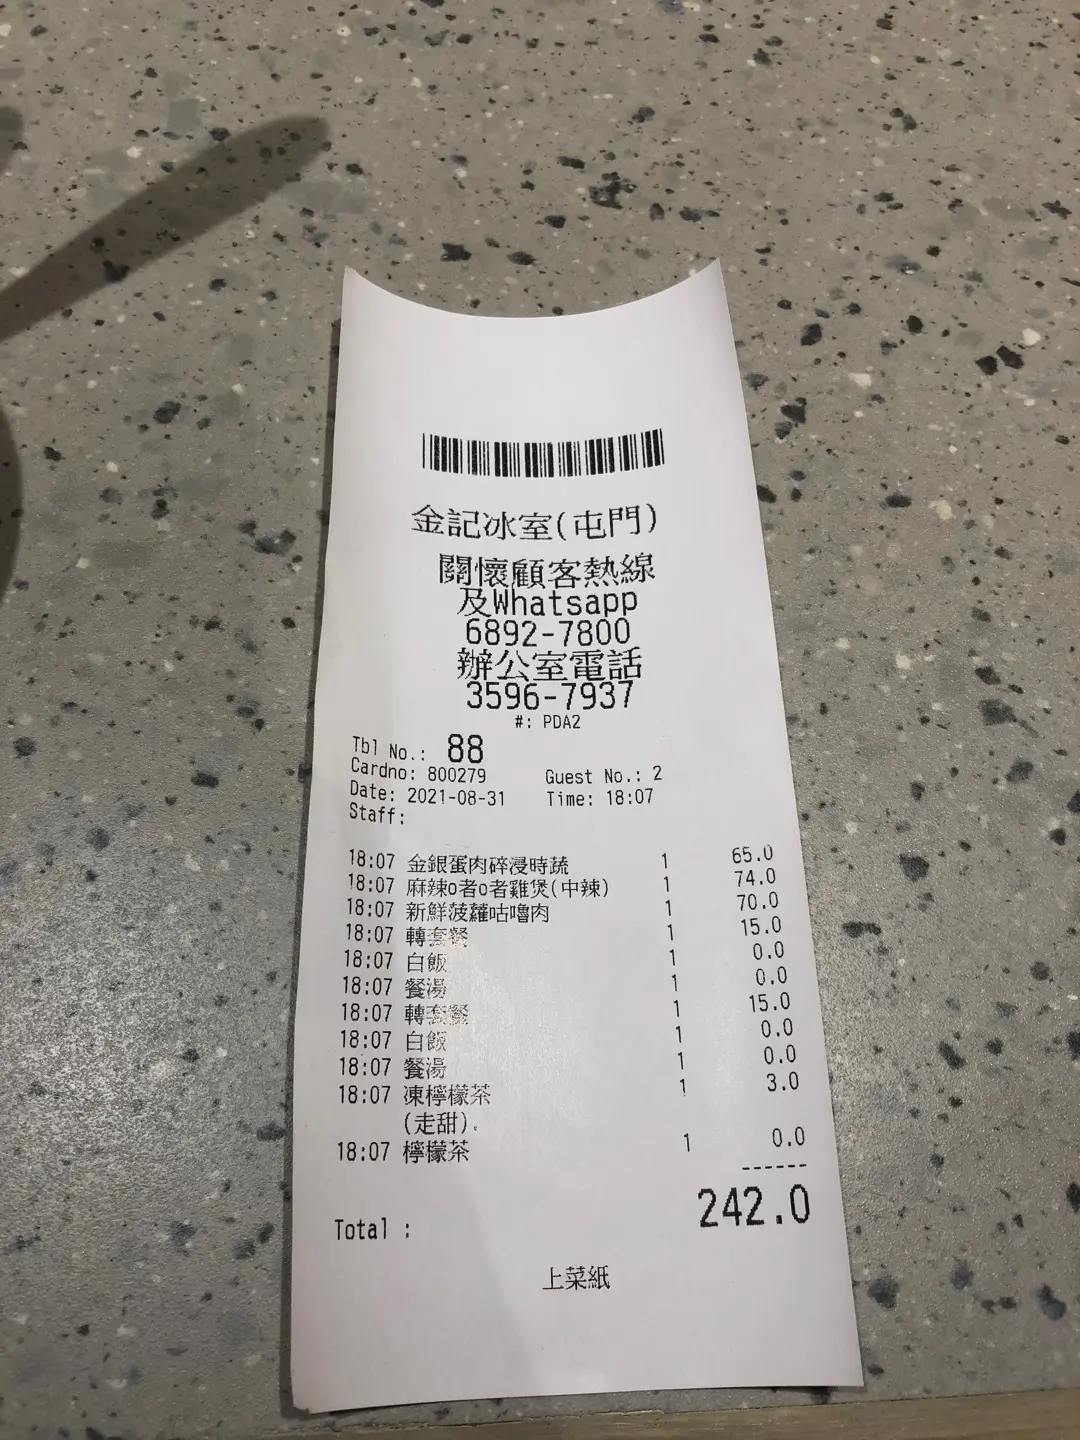 金記冰室(屯門)
關懷顧客熱線
及Whatsapp
6892-7800
辦公室電話
3596-7937
#: PDA2
Tbl No.: 88
Cardno: 800279 Guest No.: 2
Date: 2021-08-31 Time: 18:07
Staff:
18:07 金銀蛋肉碎浸時蔬 1 65.0
18:07 麻辣o者o者雞煲(中辣) 1 74.0
18:07 新鮮菠蘿咕嚕肉 1 70.0
18:07 轉套餐 1 15.0
18:07 白飯 1 0.0
18:07 餐湯 1 0.0
18:07 轉套餐 1 15.0
18:07 白飯 1 0.0
18:07 餐湯 1 0.0
18:07 凍檸檬茶 1 3.0
(走甜).
18:07 檸檬茶 1 0.0
------
Total : 242.0
上菜紙